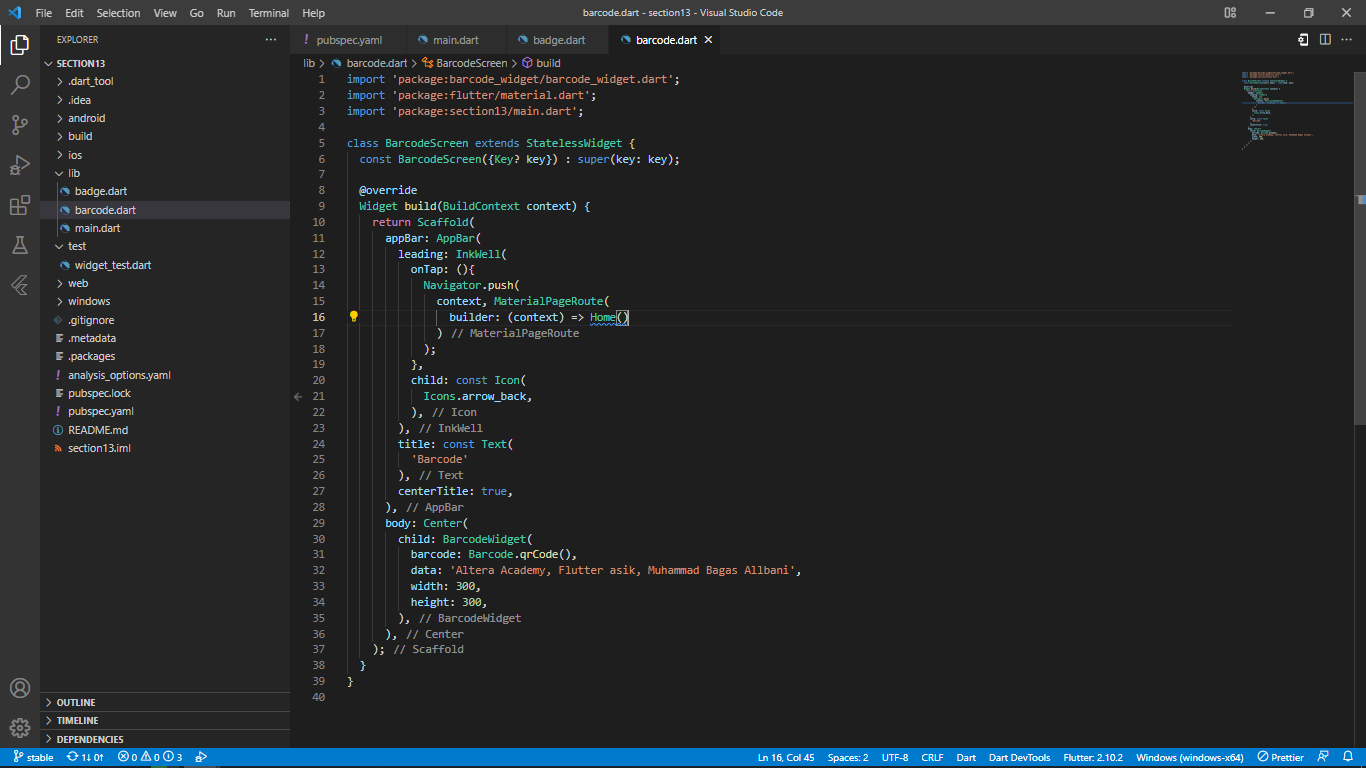 File Edit Selection View Go Run Terminal Help
barcode.dart - section13 - Visual Studio Code
EXPLORER
SECTION13
.dart_tool
.idea
android
build
ios
lib
badge.dart
barcode.dart
main.dart
test
widget_test.dart
web
windows
.gitignore
.metadata
.packages
analysis_options.yaml
pubspec.lock
pubspec.yaml
README.md
section13.iml
OUTLINE
TIMELINE
DEPENDENCIES
pubspec.yaml main.dart badge.dart barcode.dart
lib > barcode.dart > BarcodeScreen > build
1 import 'package:barcode_widget/barcode_widget.dart';
2 import 'package:flutter/material.dart';
3 import 'package:section13/main.dart';
4
5 class BarcodeScreen extends StatelessWidget {
6 const BarcodeScreen({Key? key}) : super(key: key);
7
8 @override
9 Widget build(BuildContext context) {
10 return Scaffold(
11 appBar: AppBar(
12 leading: InkWell(
13 onTap: (){
14 Navigator.push(
15 context, MaterialPageRoute(
16 builder: (context) => Home()
17 ) // MaterialPageRoute
18 );
19 },
20 child: const Icon(
21 Icons.arrow_back,
22 ), // Icon
23 ), // InkWell
24 title: const Text(
25 'Barcode'
26 ), // Text
27 centerTitle: true,
28 ), // AppBar
29 body: Center(
30 child: BarcodeWidget(
31 barcode: Barcode.qrCode(),
32 data: 'Altera Academy, Flutter asik, Muhammad Bagas Allbani',
33 width: 300,
34 height: 300,
35 ), // BarcodeWidget
36 ), // Center
37 ); // Scaffold
38 }
39 }
40
stable 1↓ 0↑ 0 0 3
Ln 16, Col 45 Spaces: 2 UTF-8 CRLF Dart Dart DevTools Flutter: 2.10.2 Windows (windows-x64) Prettier